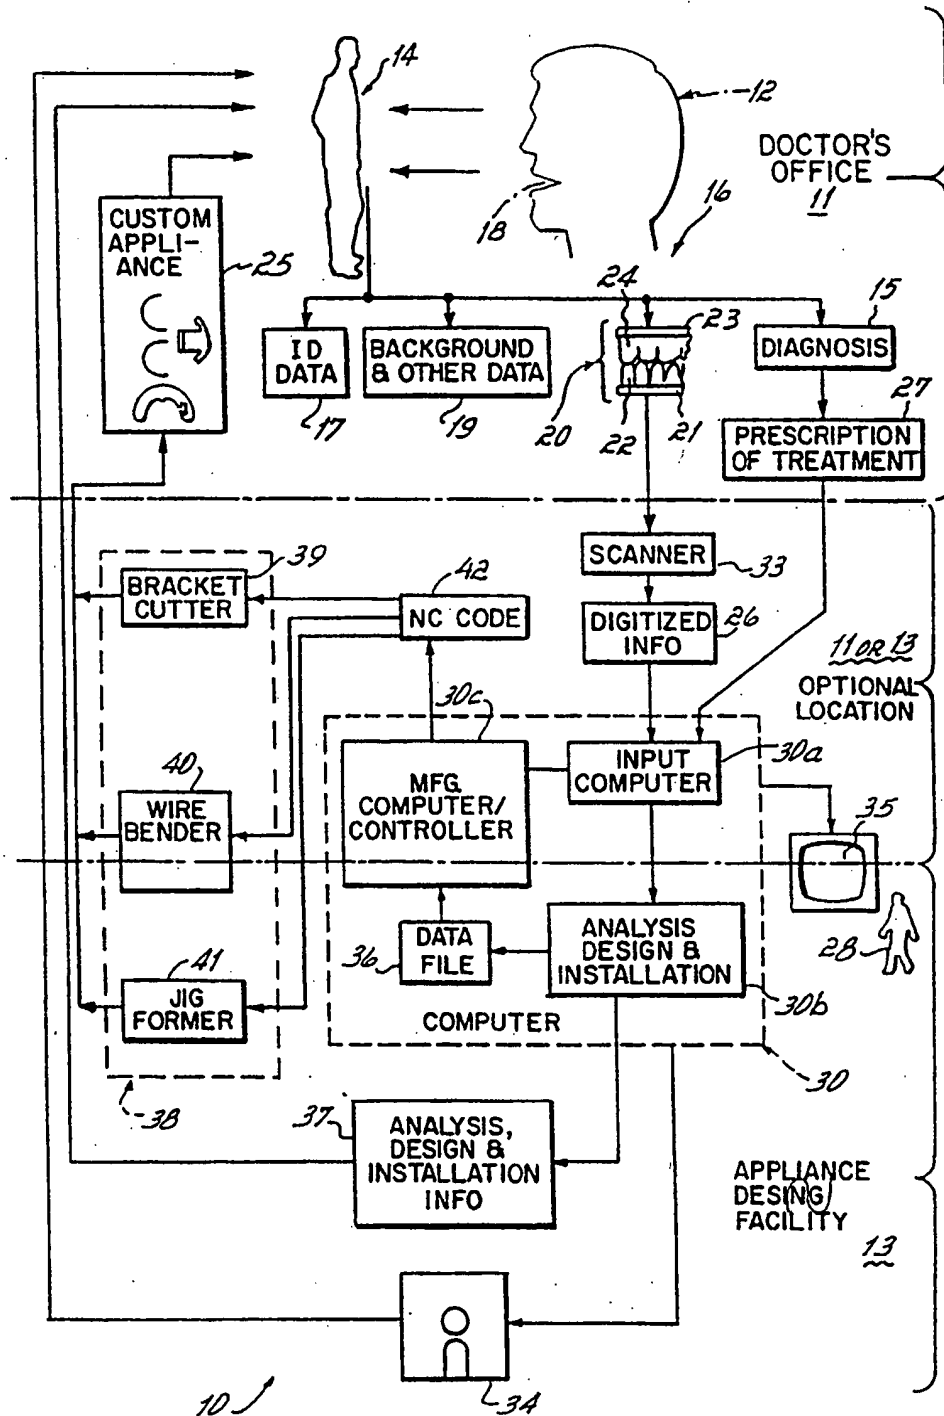 14
12
DOCTOR'S
OFFICE
11
16
18
CUSTOM
APPLI-
ANCE
25
24
23
15
ID
DATA
17
BACKGROUND
& OTHER DATA
19
20
22
21
DIAGNOSIS
27
PRESCRIPTION
OF TREATMENT
SCANNER
33
39
BRACKET
CUTTER
42
NC CODE
DIGITIZED
INFO
26
11 OR 13
OPTIONAL
LOCATION
30c
INPUT
COMPUTER
30a
MFG.
COMPUTER/
CONTROLLER
40
WIRE
BENDER
35
28
36
DATA
FILE
ANALYSIS
DESIGN &
INSTALLATION
30b
41
JIG
FORMER
COMPUTER
30
38
37
ANALYSIS,
DESIGN &
INSTALLATION
INFO
APPLIANCE
DESING
FACILITY
13
34
10